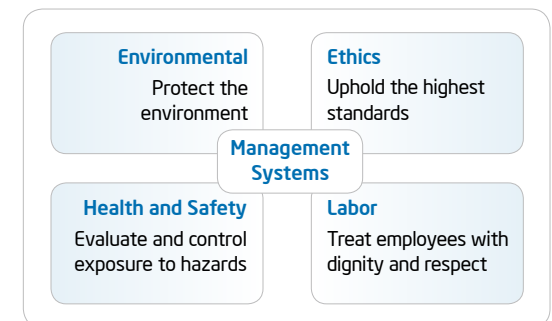 Environmental
Protect the
environment
Ethics
Uphold the highest
standards
Management
Systems
Health and Safety
Evaluate and control
exposure to hazards
Labor
Treat employees with
dignity and respect